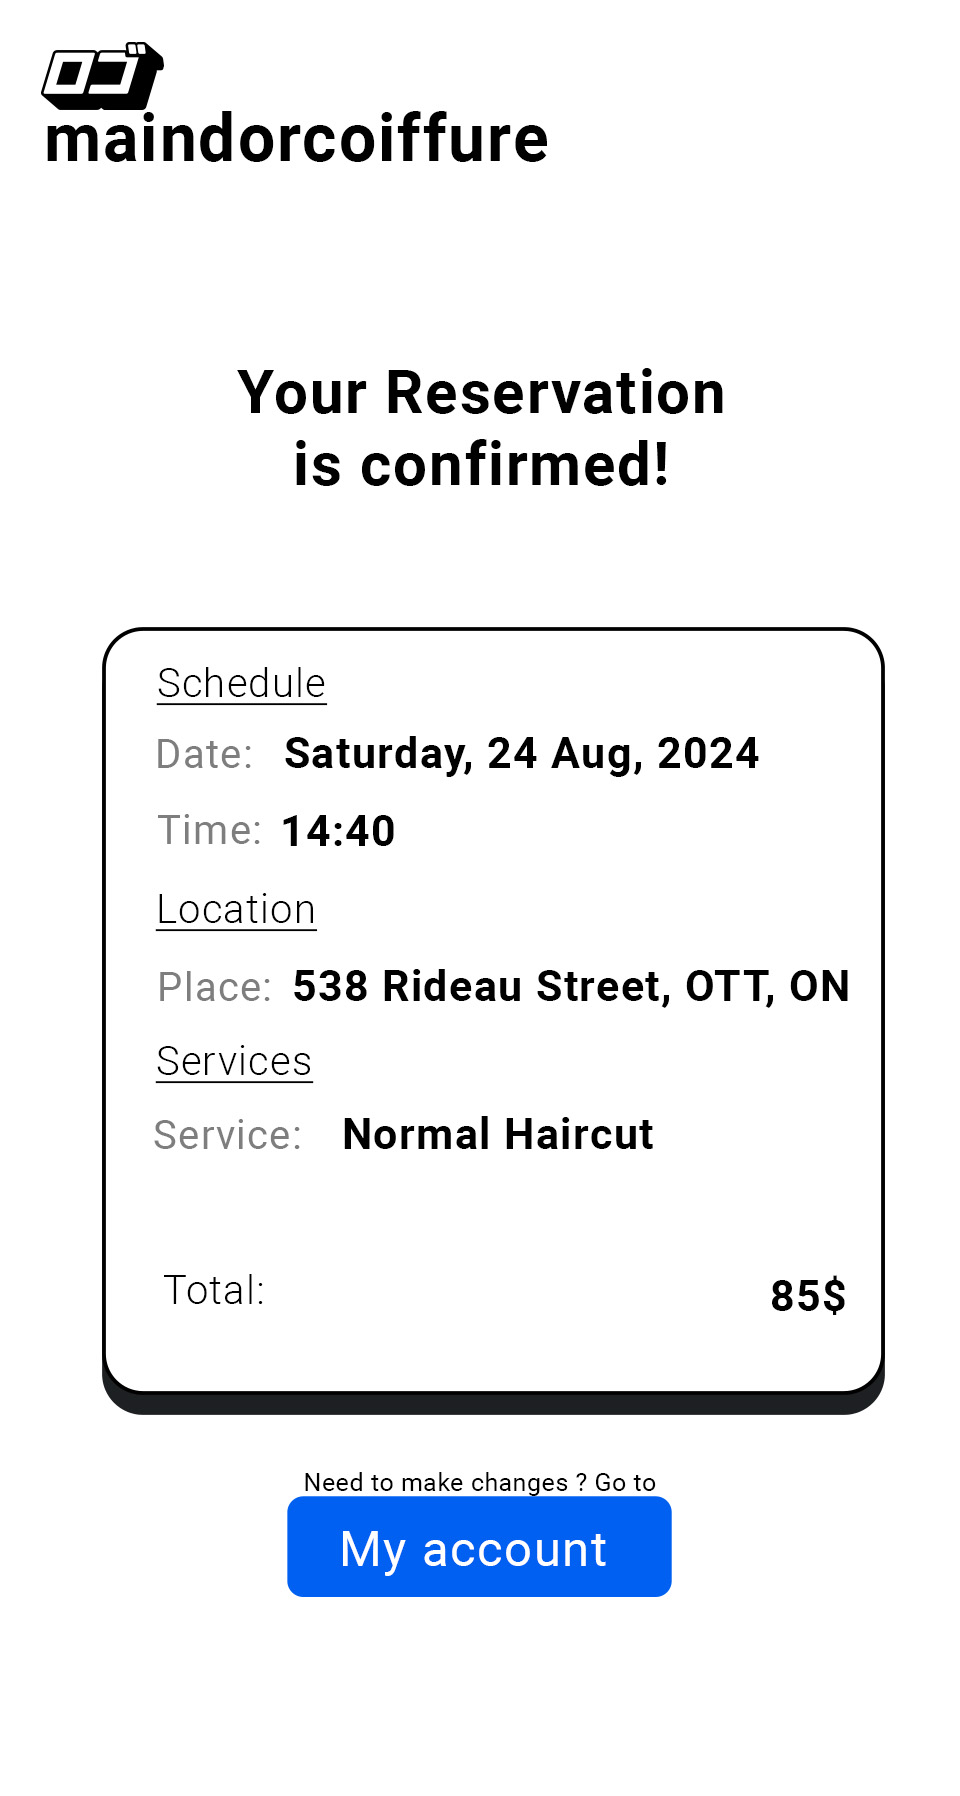 maindorcoiffure
Your Reservation
is confirmed!
Schedule
Date: Saturday, 24 Aug, 2024
Time: 14:40
Location
Place: 538 Rideau Street, OTT, ON
Services
Service: Normal Haircut
Total: 85$
Need to make changes ? Go to
My account